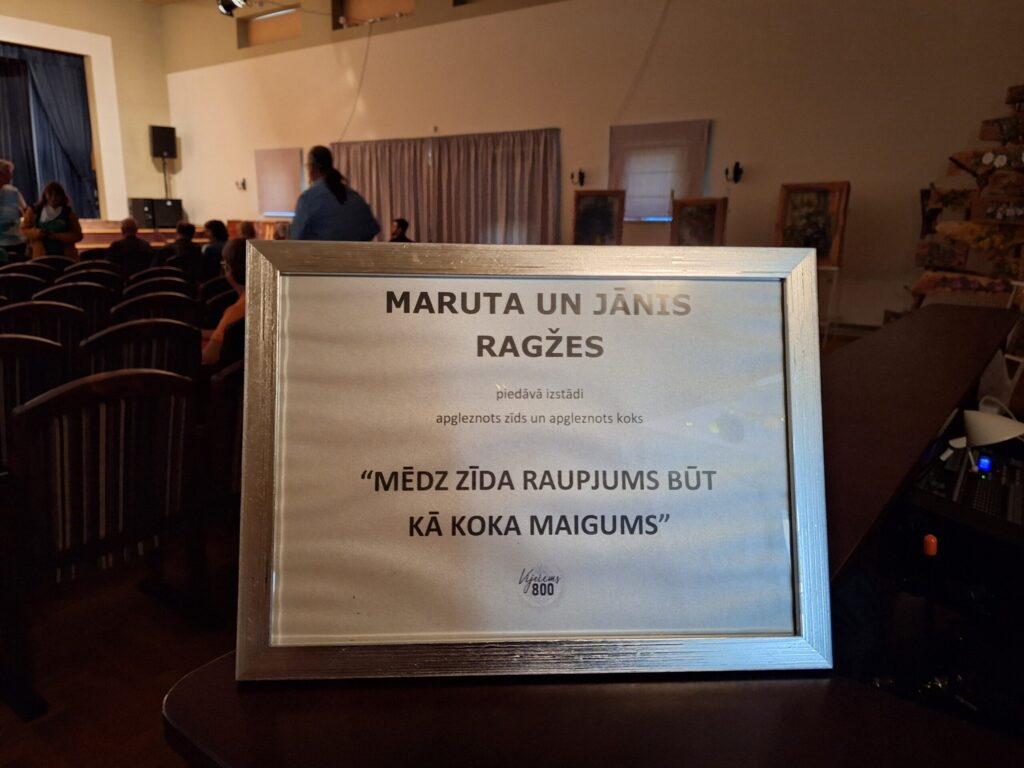 MARUTA UN JĀNIS
RAGŽES
piedāvā izstādi
apgleznots zīds un apgleznots koks
“MĒDZ ZĪDA RAUPJUMS BŪT
KĀ KOKA MAIGUMS”
Vijciems
800